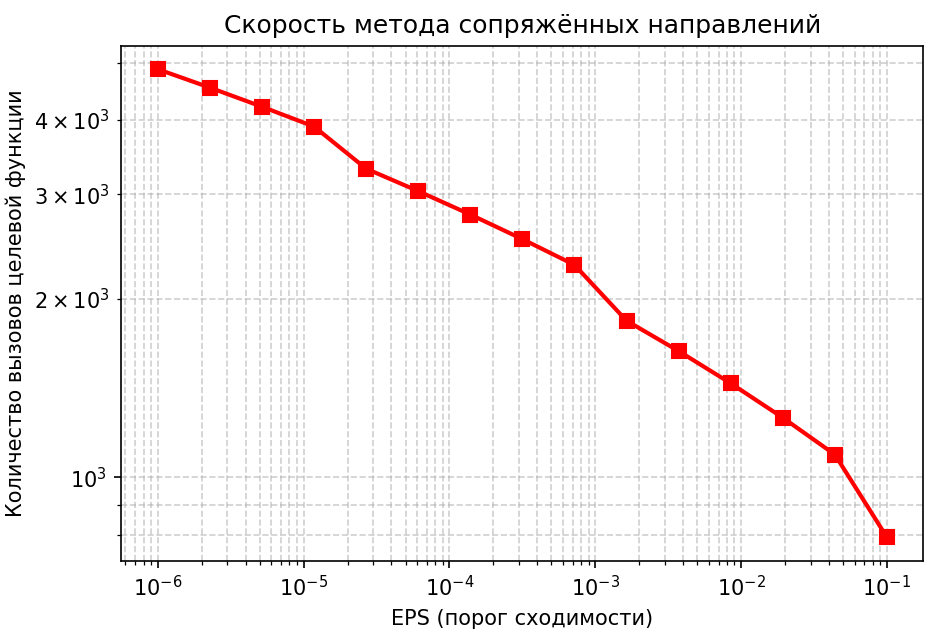 Скорость метода сопряжённых направлений
Количество вызовов целевой функции
4 × 10³
3 × 10³
2 × 10³
10³
10⁻⁶ 10⁻⁵ 10⁻⁴ 10⁻³ 10⁻² 10⁻¹
EPS (порог сходимости)